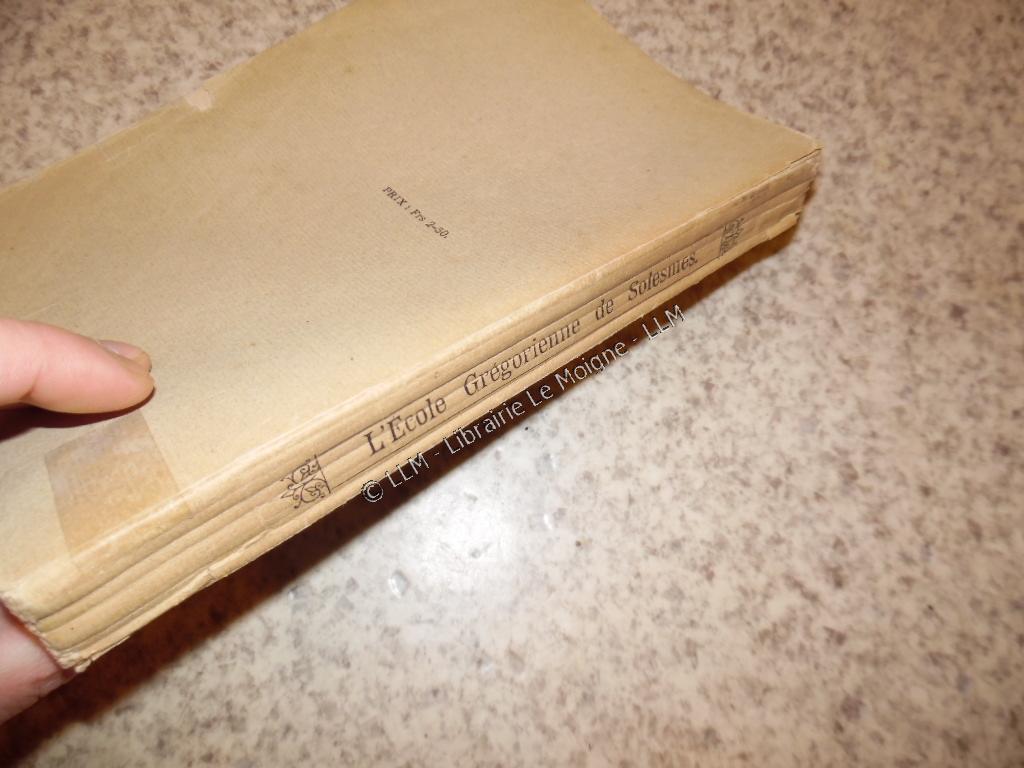 PRIX : Frs 2-50.
L'École Grégorienne de Solesmes.
© LLM - Librairie Le Moigne - LLM